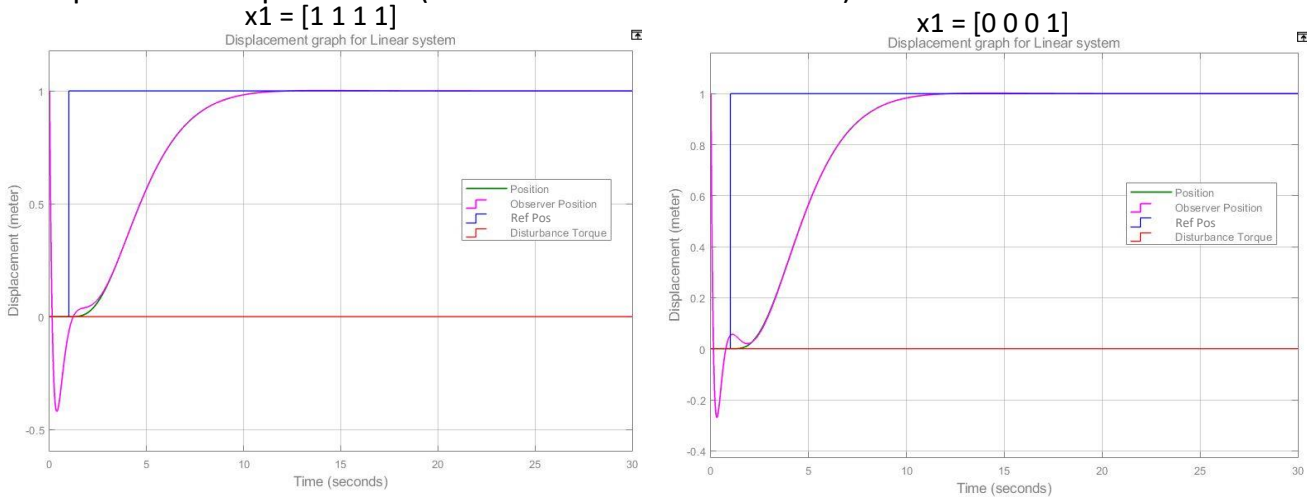 x1 = [1 1 1 1]
Displacement graph for Linear system
1
0.5
0
-0.5
Displacement (meter)
Position
Observer Position
Ref Pos
Disturbance Torque
0 5 10 15 20 25 30
Time (seconds)
x1 = [0 0 0 1]
Displacement graph for Linear system
1
0.8
0.6
0.4
0.2
0
-0.2
-0.4
Displacement (meter)
Position
Observer Position
Ref Pos
Disturbance Torque
0 5 10 15 20 25 30
Time (seconds)